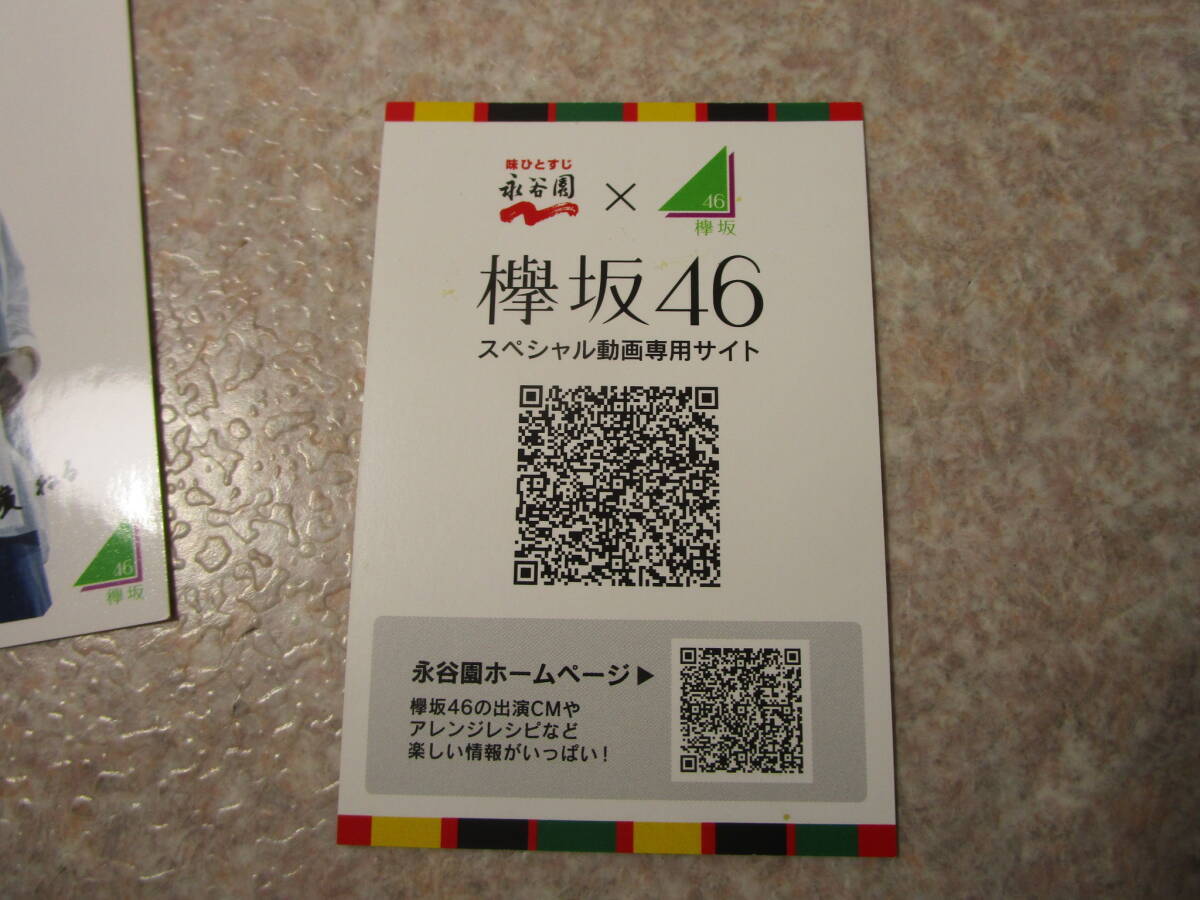 味ひとすじ
永谷園
×
46
欅坂
欅坂46
スペシャル動画専用サイト
永谷園ホームページ▶
欅坂46の出演CMや
アレンジレシピなど
楽しい情報がいっぱい！
ねる
46
欅坂